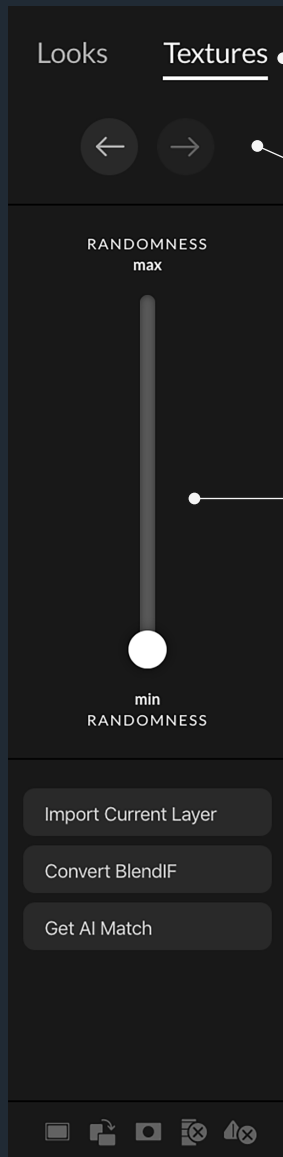 Looks Textures
RANDOMNESS
max
min
RANDOMNESS
Import Current Layer
Convert BlendIF
Get AI Match